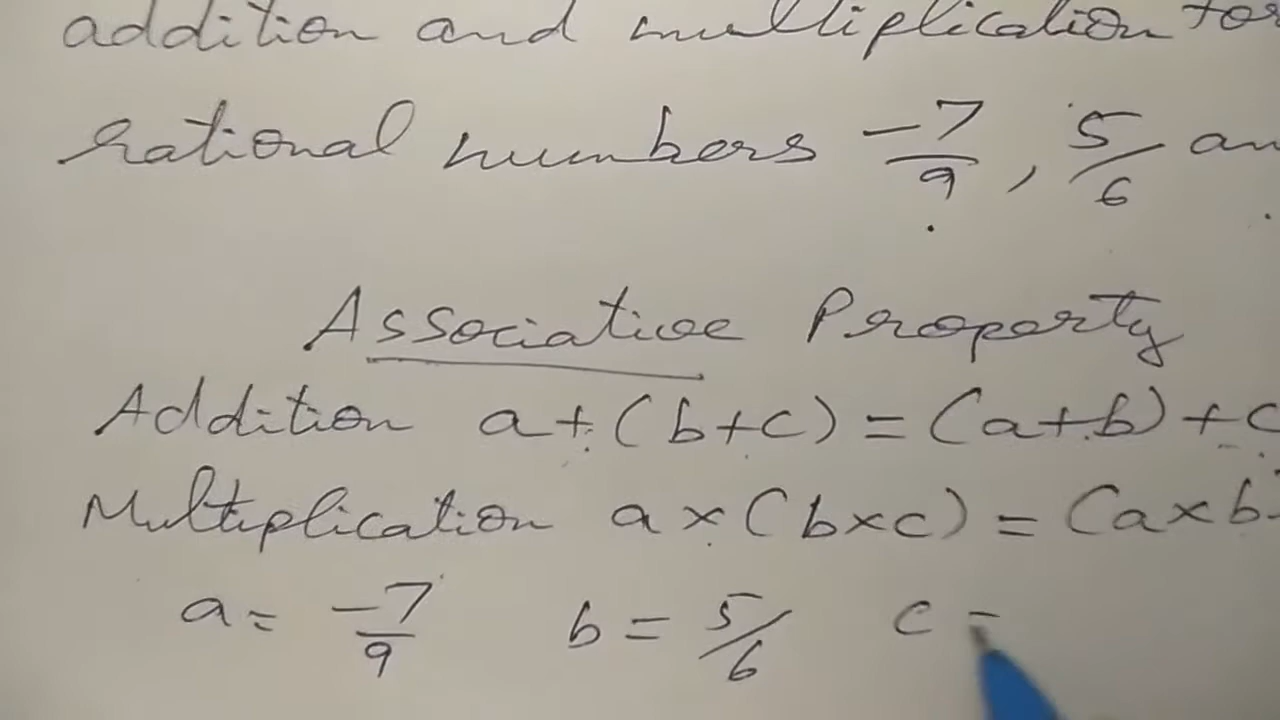 addition and multiplication for
rational numbers -7/9, 5/6 an
Associative Property
Addition a+(b+c)=(a+b)+c
Multiplication a×(b×c)=(a×b
a= -7/9 b=5/6 c=